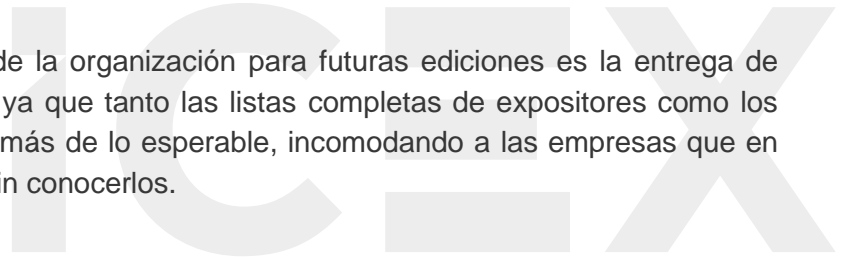 de la organización para futuras ediciones es la entrega de
ya que tanto las listas completas de expositores como los
más de lo esperable, incomodando a las empresas que en
in conocerlos.
ICEX